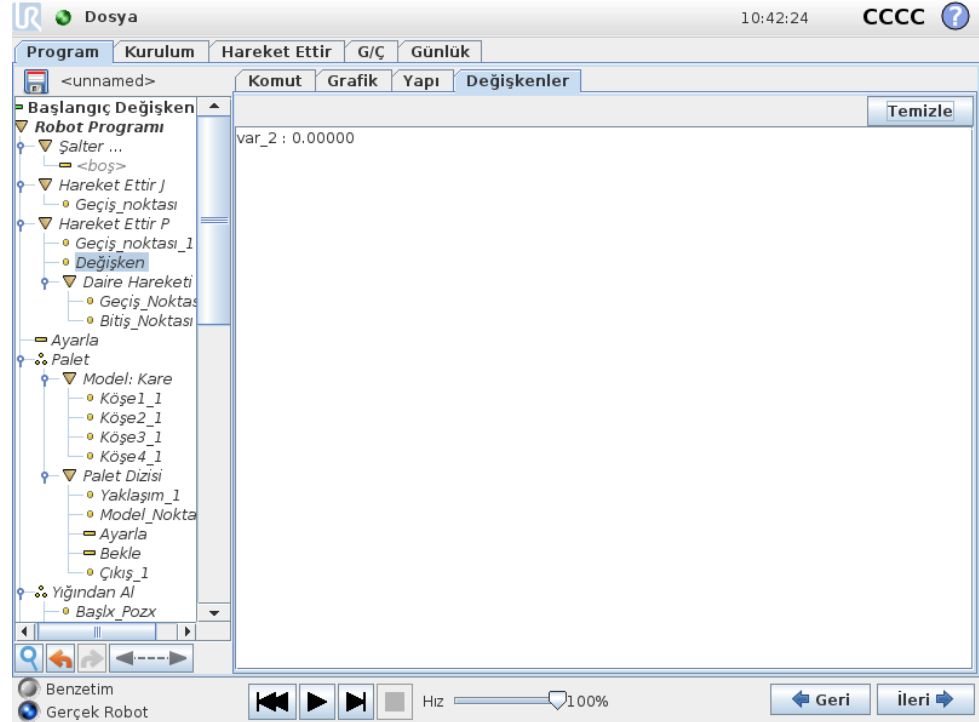 UR Dosya 10:42:24 CCCC ?
Program Kurulum Hareket Ettir G/Ç Günlük
<unnamed> Komut Grafik Yapı Değişkenler
Başlangıç Değişken
Temizle
Robot Programı
var_2 : 0.00000
Şalter ...
<boş>
Hareket Ettir J
Geçiş_noktası
Hareket Ettir P
Geçiş_noktası_1
Değişken
Daire Hareketi
Geçiş_Noktas
Bitiş_Noktası
Ayarla
Palet
Model: Kare
Köşe1_1
Köşe2_1
Köşe3_1
Köşe4_1
Palet Dizisi
Yaklaşım_1
Model_Nokta
Ayarla
Bekle
Çıkış_1
Yığından Al
Başlx_Pozx
Benzetim
Gerçek Robot
Hız 100%
Geri İleri